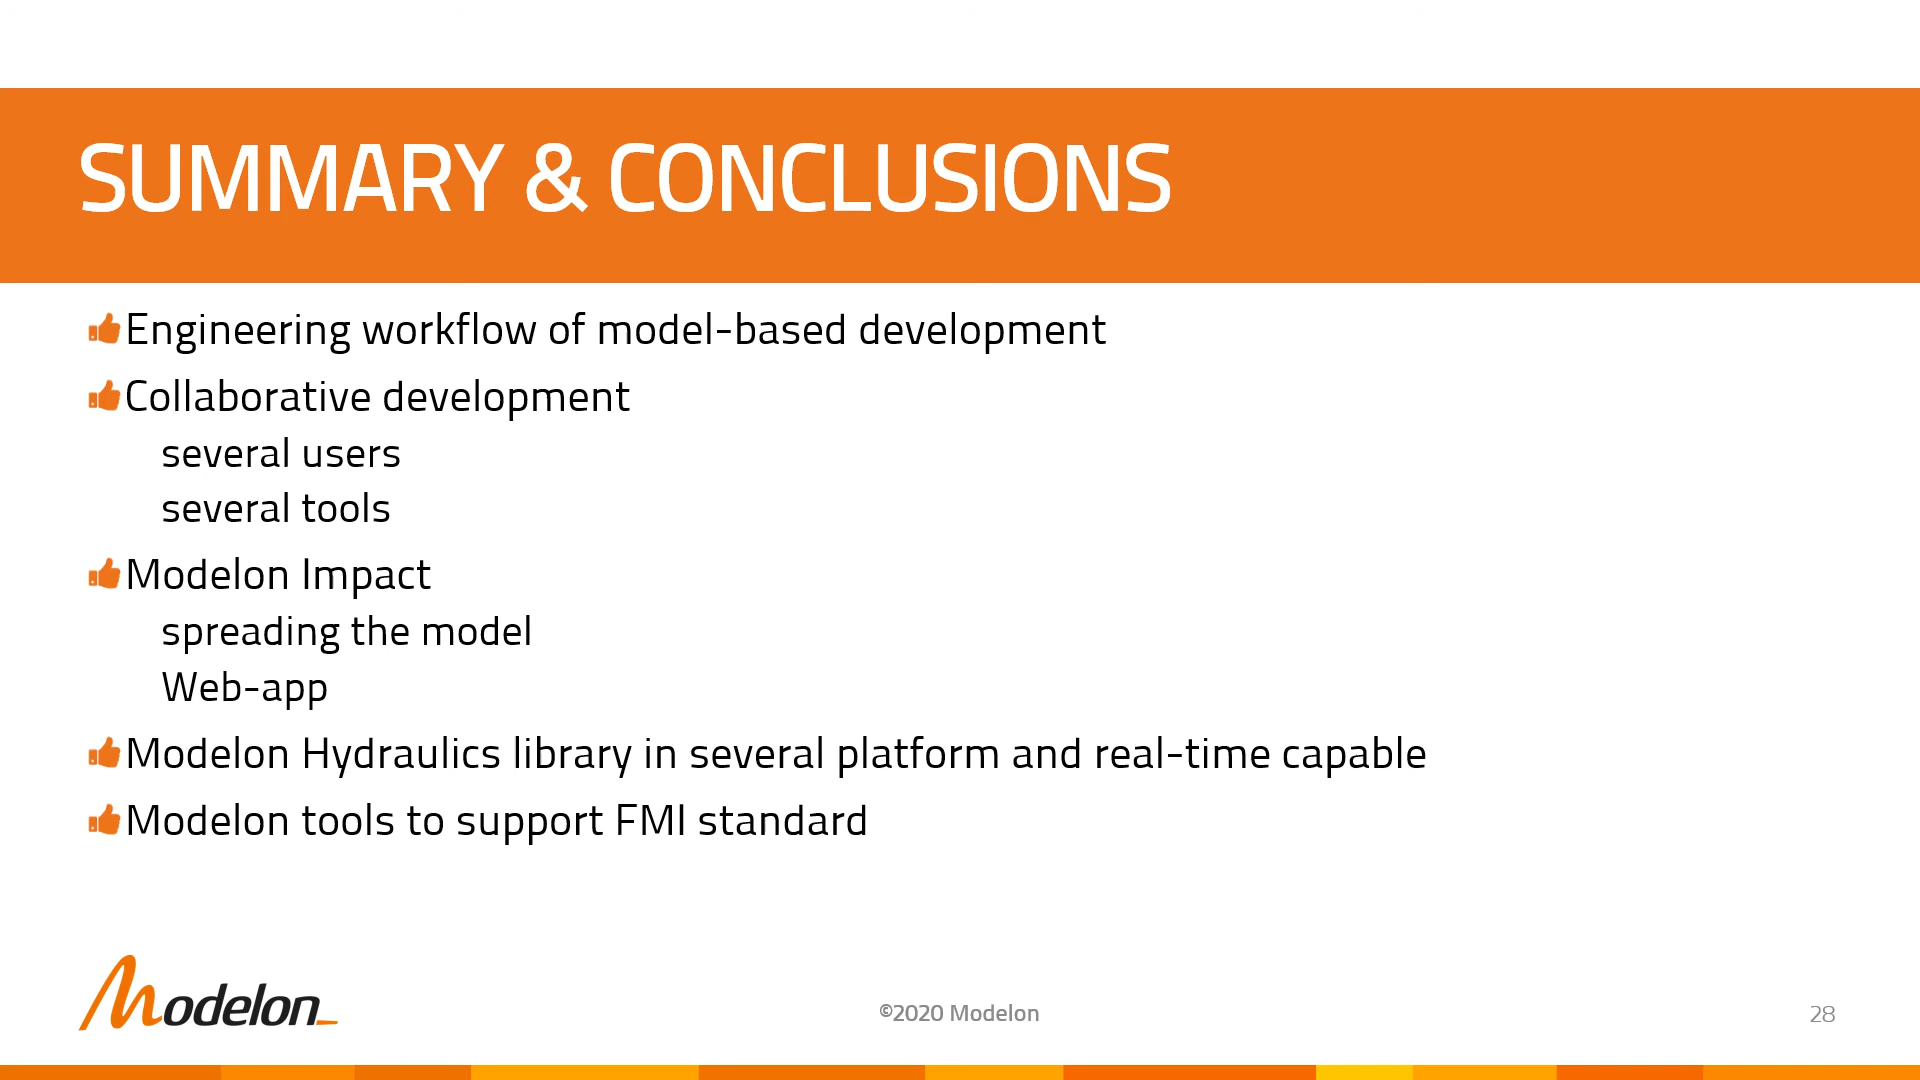 SUMMARY & CONCLUSIONS
Engineering workflow of model-based development
Collaborative development
several users
several tools
Modelon Impact
spreading the model
Web-app
Modelon Hydraulics library in several platform and real-time capable
Modelon tools to support FMI standard
Modelon
©2020 Modelon
28